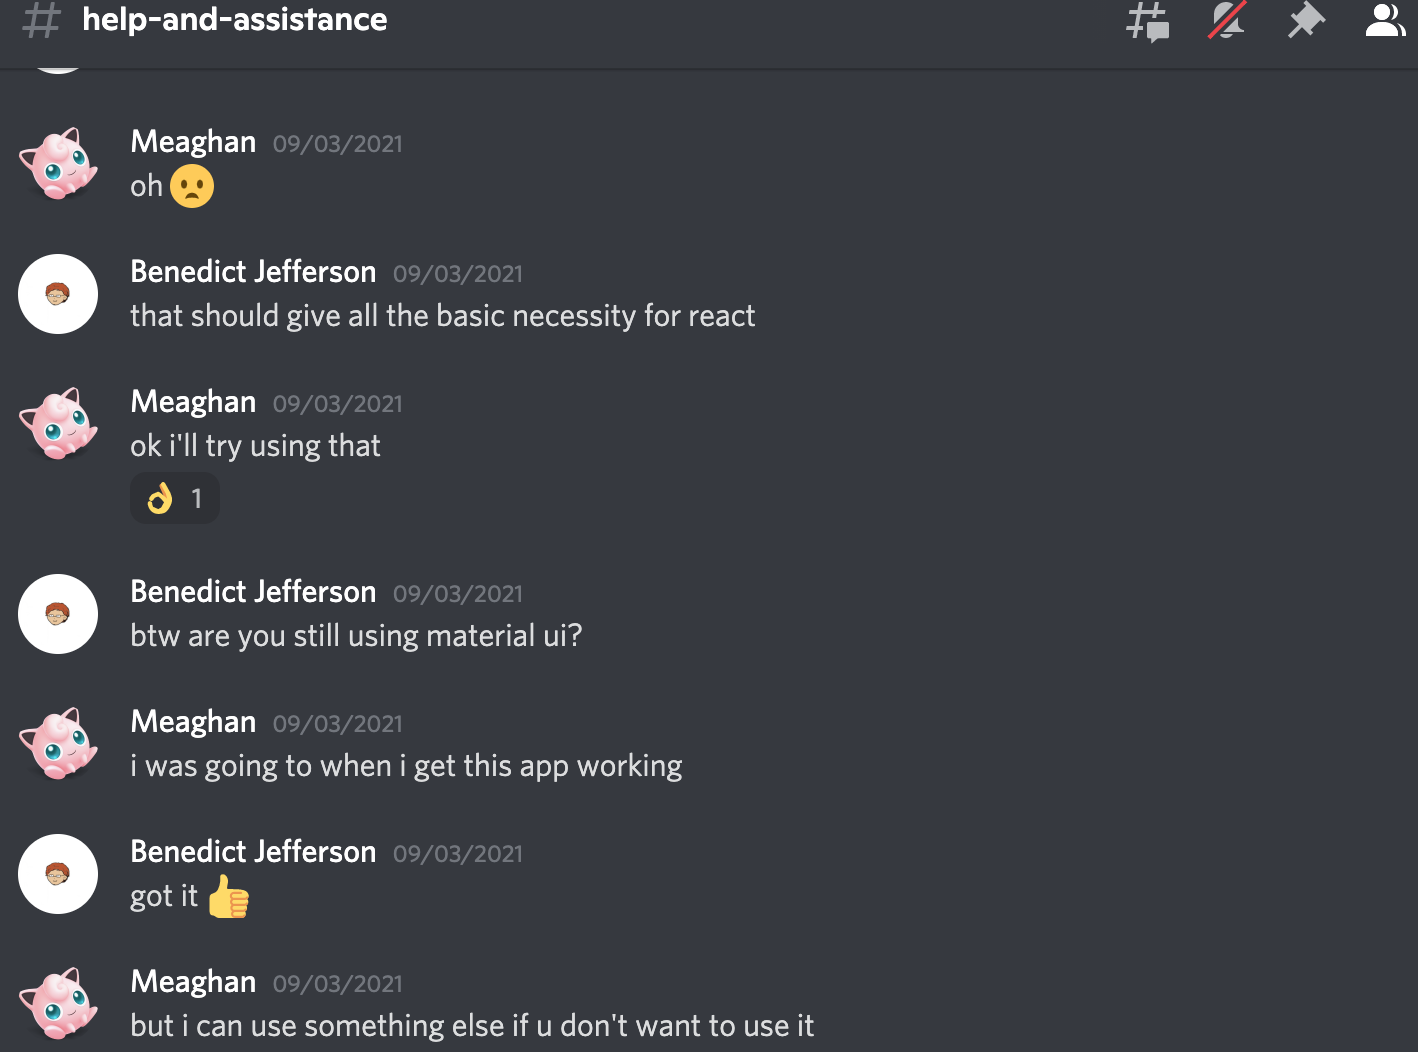 help-and-assistance
Meaghan 09/03/2021
oh
Benedict Jefferson 09/03/2021
that should give all the basic necessity for react
Meaghan 09/03/2021
ok i'll try using that
1
Benedict Jefferson 09/03/2021
btw are you still using material ui?
Meaghan 09/03/2021
i was going to when i get this app working
Benedict Jefferson 09/03/2021
got it
Meaghan 09/03/2021
but i can use something else if u don't want to use it